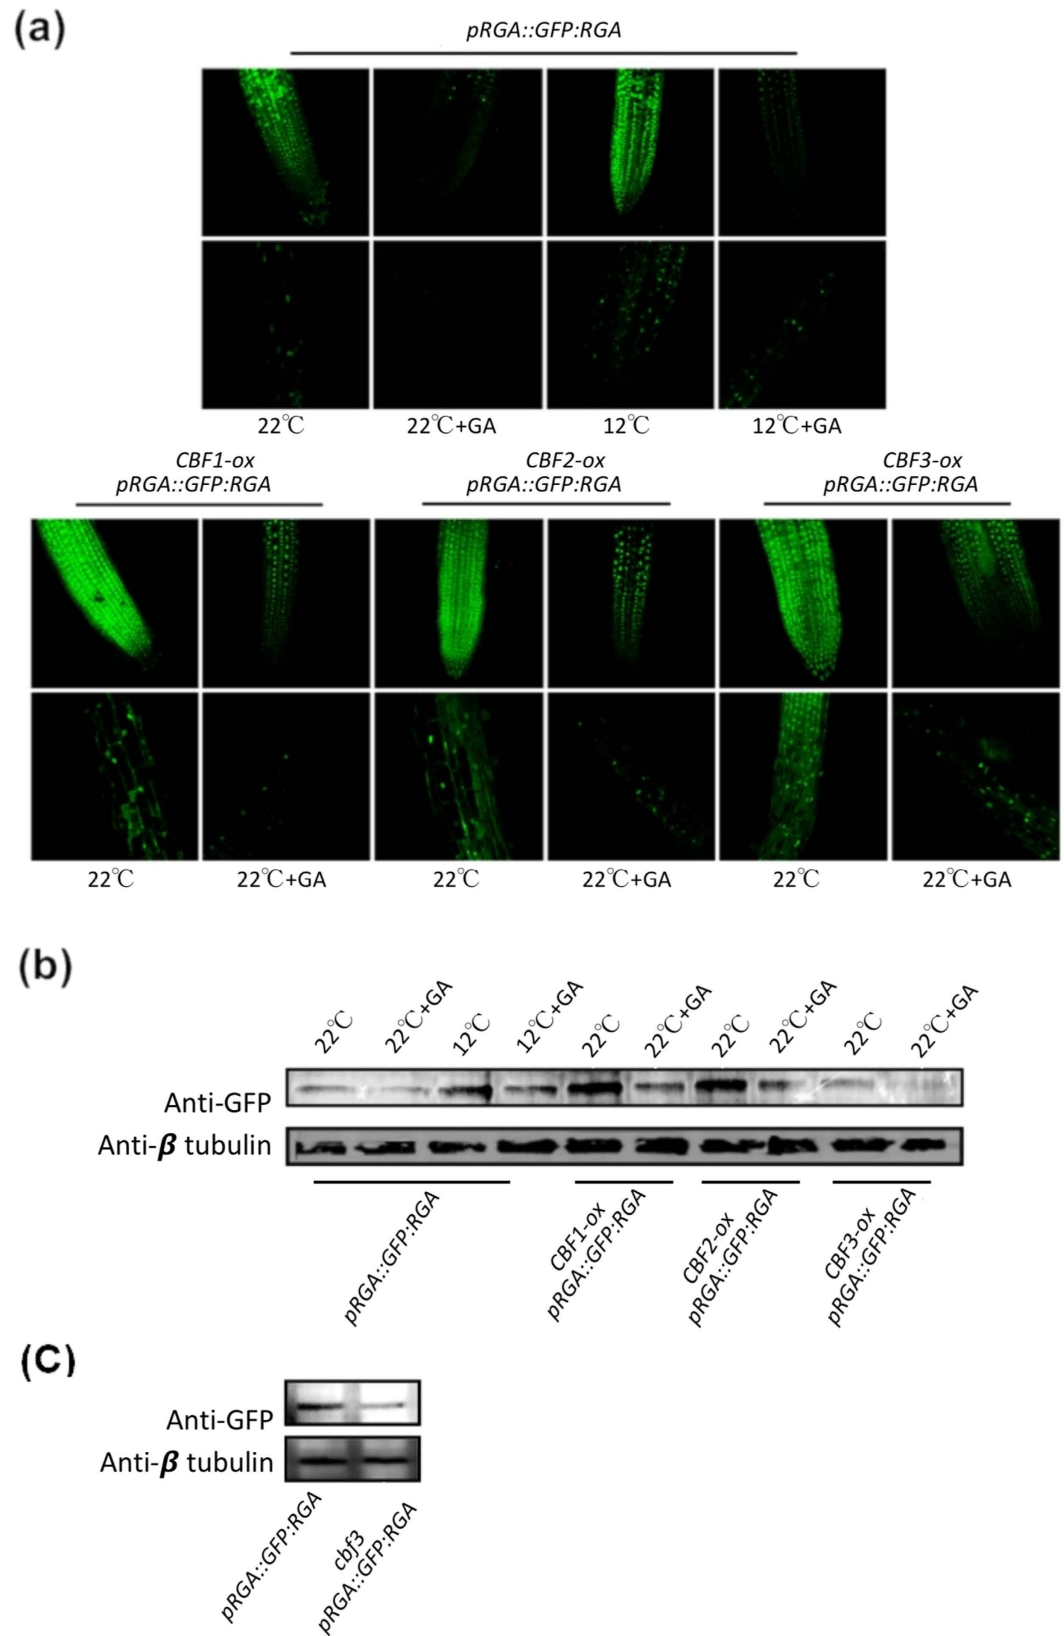 (a)
pRGA::GFP:RGA
22℃ 22℃+GA 12℃ 12℃+GA
CBF1-ox CBF2-ox CBF3-ox
pRGA::GFP:RGA pRGA::GFP:RGA pRGA::GFP:RGA
22℃ 22℃+GA 22℃ 22℃+GA 22℃ 22℃+GA
(b)
22℃ 22℃+GA 12℃ 12℃+GA 22℃ 22℃+GA 22℃ 22℃+GA 22℃ 22℃+GA
Anti-GFP
Anti-β tubulin
pRGA::GFP:RGA
CBF1-ox
pRGA::GFP:RGA
CBF2-ox
pRGA::GFP:RGA
CBF3-ox
pRGA::GFP:RGA
(C)
Anti-GFP
Anti-β tubulin
pRGA::GFP:RGA
cbf3
pRGA::GFP:RGA